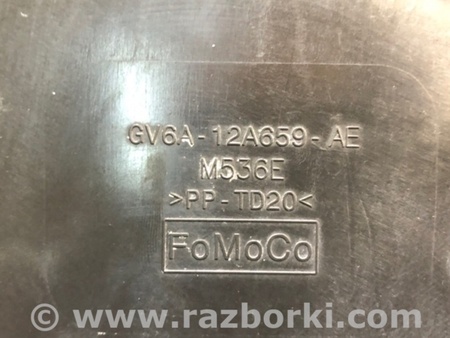 GV6A-12A659-AE
M536E
>PP-TD20<
FoMoCo
© www.razborki.com